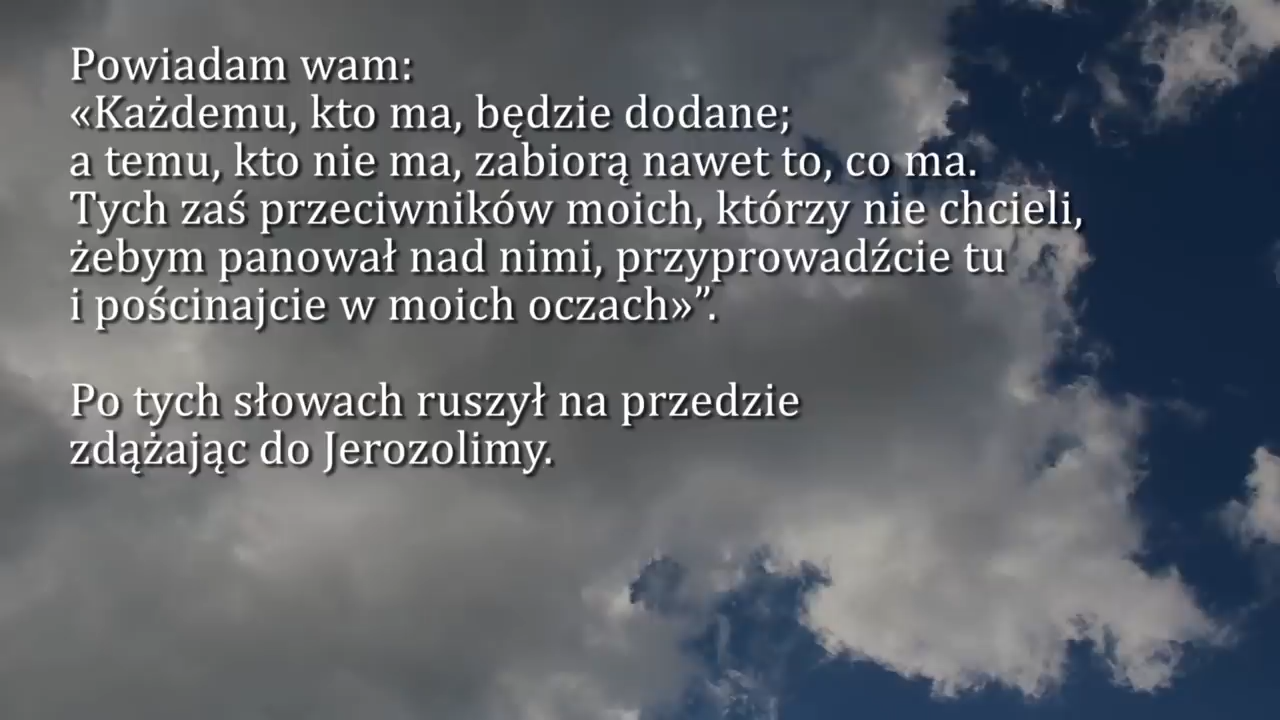 Powiadam wam:
«Każdemu, kto ma, będzie dodane;
a temu, kto nie ma, zabiorą nawet to, co ma.
Tych zaś przeciwników moich, którzy nie chcieli,
żebym panował nad nimi, przyprowadźcie tu
i pościnajcie w moich oczach»”.
Po tych słowach ruszył na przedzie
zdążając do Jerozolimy.